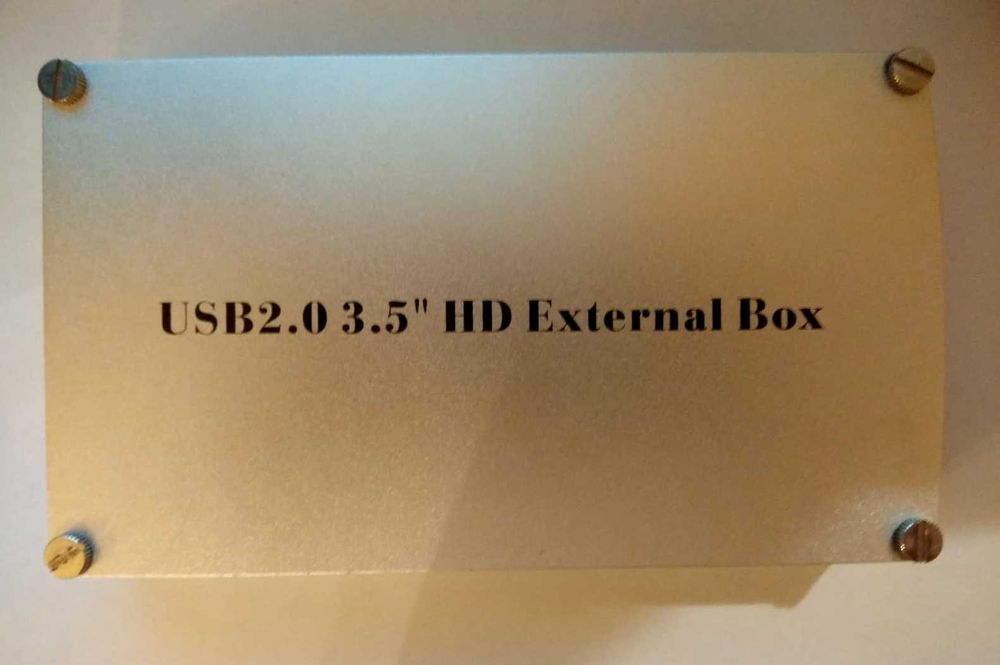 USB2.0 3.5" HD External Box